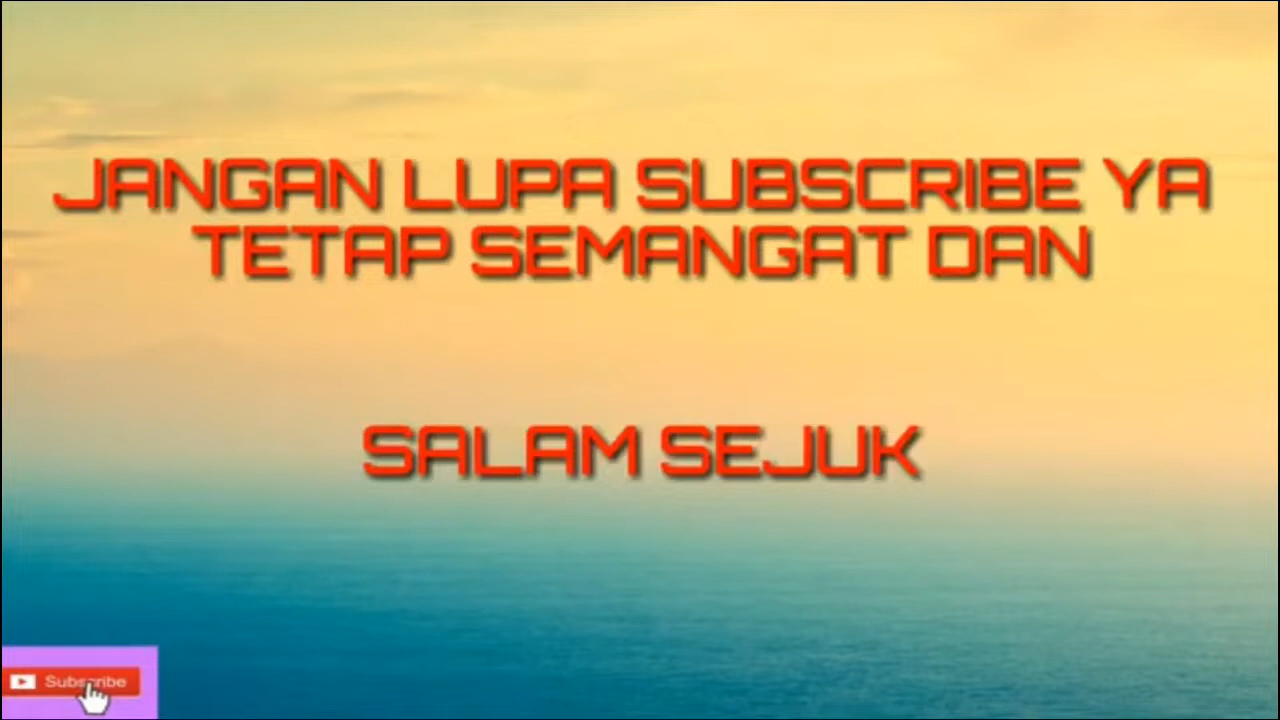 JANGAN LUPA SUBSCRIBE YA
TETAP SEMANGAT DAN
SALAM SEJUK
Subscribe